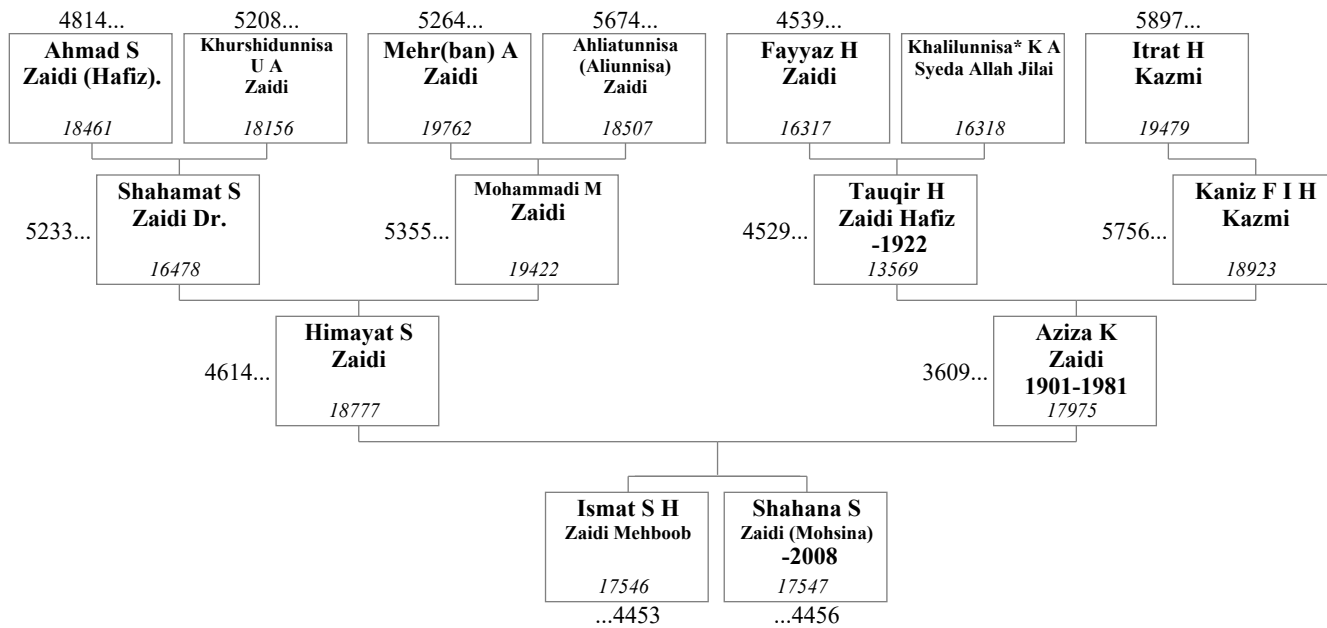 4814...
5208...
5264...
5674...
4539...
5897...
Ahmad S
Zaidi (Hafiz).
18461
Khurshidunnisa
U A
Zaidi
18156
Mehr(ban) A
Zaidi
19762
Ahliatunnisa
(Aliunnisa)
Zaidi
18507
Fayyaz H
Zaidi
16317
Khalilunnisa* K A
Syeda Allah Jilai
16318
Itrat H
Kazmi
19479
5233...
Shahamat S
Zaidi Dr.
16478
5355...
Mohammadi M
Zaidi
19422
4529...
Tauqir H
Zaidi Hafiz
-1922
13569
5756...
Kaniz F I H
Kazmi
18923
4614...
Himayat S
Zaidi
18777
3609...
Aziza K
Zaidi
1901-1981
17975
Ismat S H
Zaidi Mehboob
17546
...4453
Shahana S
Zaidi (Mohsina)
-2008
17547
...4456